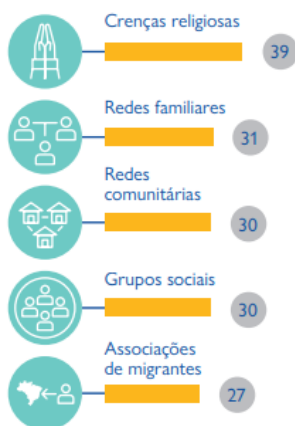 Crenças religiosas
39
Redes familiares
31
Redes
comunitárias
30
Grupos sociais
30
Associações
de migrantes
27